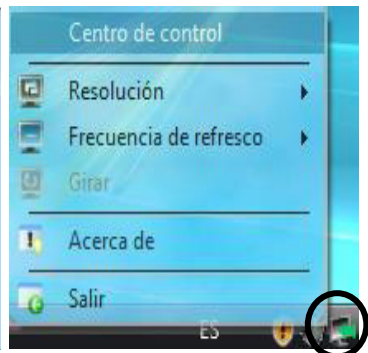 Centro de control
Resolución
Frecuencia de refresco
Girar
Acerca de
Salir
ES